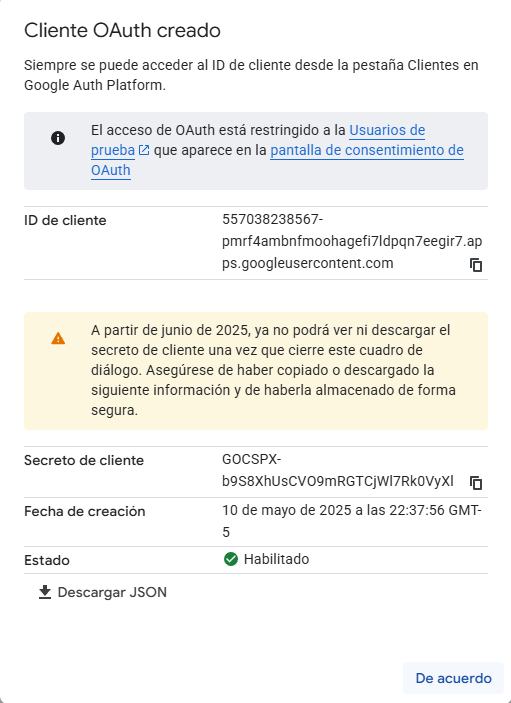 Cliente OAuth creado
Siempre se puede acceder al ID de cliente desde la pestaña Clientes en
Google Auth Platform.
El acceso de OAuth está restringido a la Usuarios de
prueba que aparece en la pantalla de consentimiento de
OAuth
ID de cliente
557038238567-
pmrf4ambnfmoohagefi7ldpqn7eegir7.ap
ps.googleusercontent.com
A partir de junio de 2025, ya no podrá ver ni descargar el
secreto de cliente una vez que cierre este cuadro de
diálogo. Asegúrese de haber copiado o descargado la
siguiente información y de haberla almacenado de forma
segura.
Secreto de cliente
GOCSPX-
b9S8XhUsCVO9mRGTCjWl7Rk0VyXl
Fecha de creación
10 de mayo de 2025 a las 22:37:56 GMT-
5
Estado
Habilitado
Descargar JSON
De acuerdo